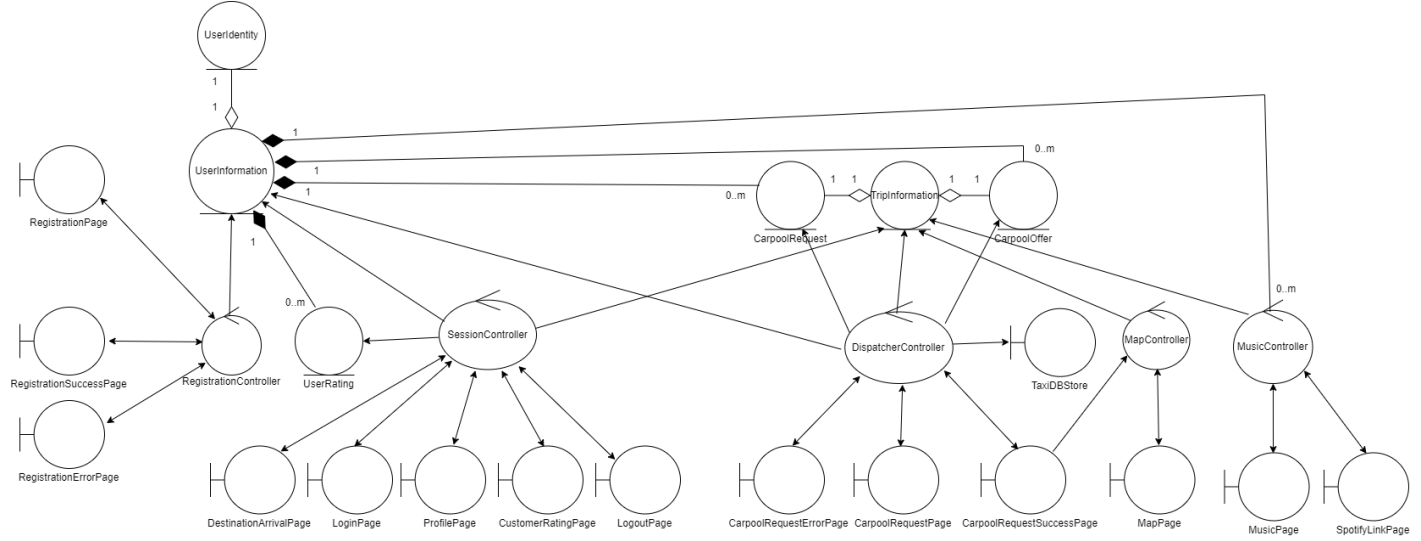 UserIdentity
1
1
1
UserInformation
1
1
0..m
1
1
1
1
TripInformation
0..m
RegistrationPage
CarpoolRequest
CarpoolOffer
1
0..m
0..m
SessionController
DispatcherController
MapController
MusicController
RegistrationSuccessPage
RegistrationController
UserRating
TaxiDBStore
RegistrationErrorPage
DestinationArrivalPage
LoginPage
ProfilePage
CustomerRatingPage
LogoutPage
CarpoolRequestErrorPage
CarpoolRequestPage
CarpoolRequestSuccessPage
MapPage
MusicPage
SpotifyLinkPage